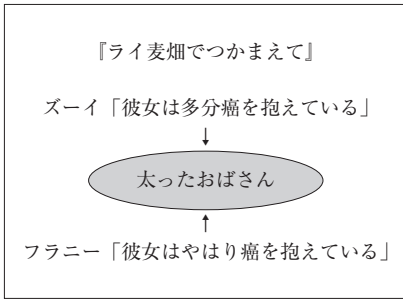 『ライ麦畑でつかまえて』
ズーイ「彼女は多分癌を抱えている」
太ったおばさん
フラニー「彼女はやはり癌を抱えている」